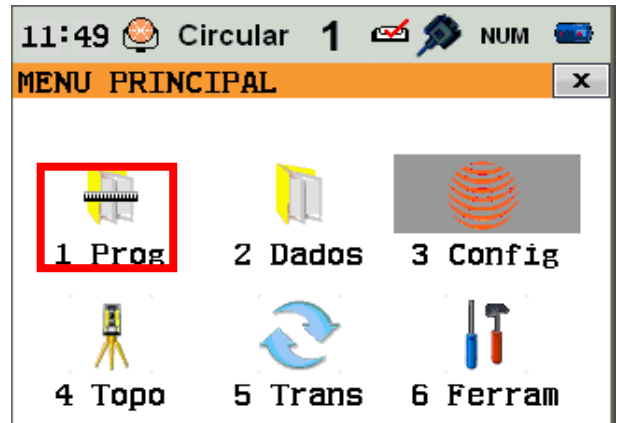 11:49 Circular 1 NUM
MENU PRINCIPAL x
1 Prog 2 Dados 3 Config
4 Topo 5 Trans 6 Ferram